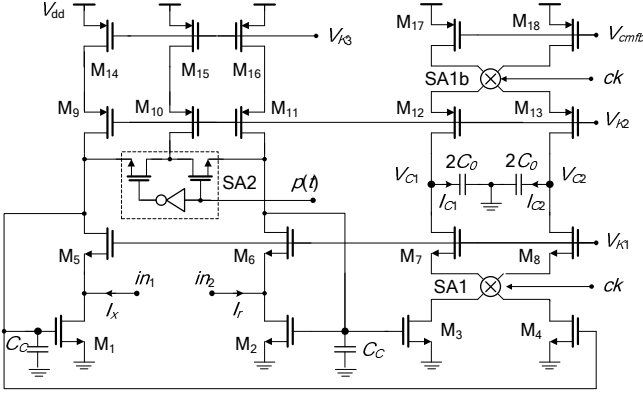 Vdd
M17
M18
VK3
Vcmfb
M14
M15
M16
SA1b
ck
M9
M10
M11
M12
M13
VK2
SA2
p(t)
VC1
2C0
2C0
VC2
IC1
IC2
M5
M6
M7
M8
VK1
in1
in2
SA1
ck
Ix
Ir
CC
M1
M2
CC
M3
M4